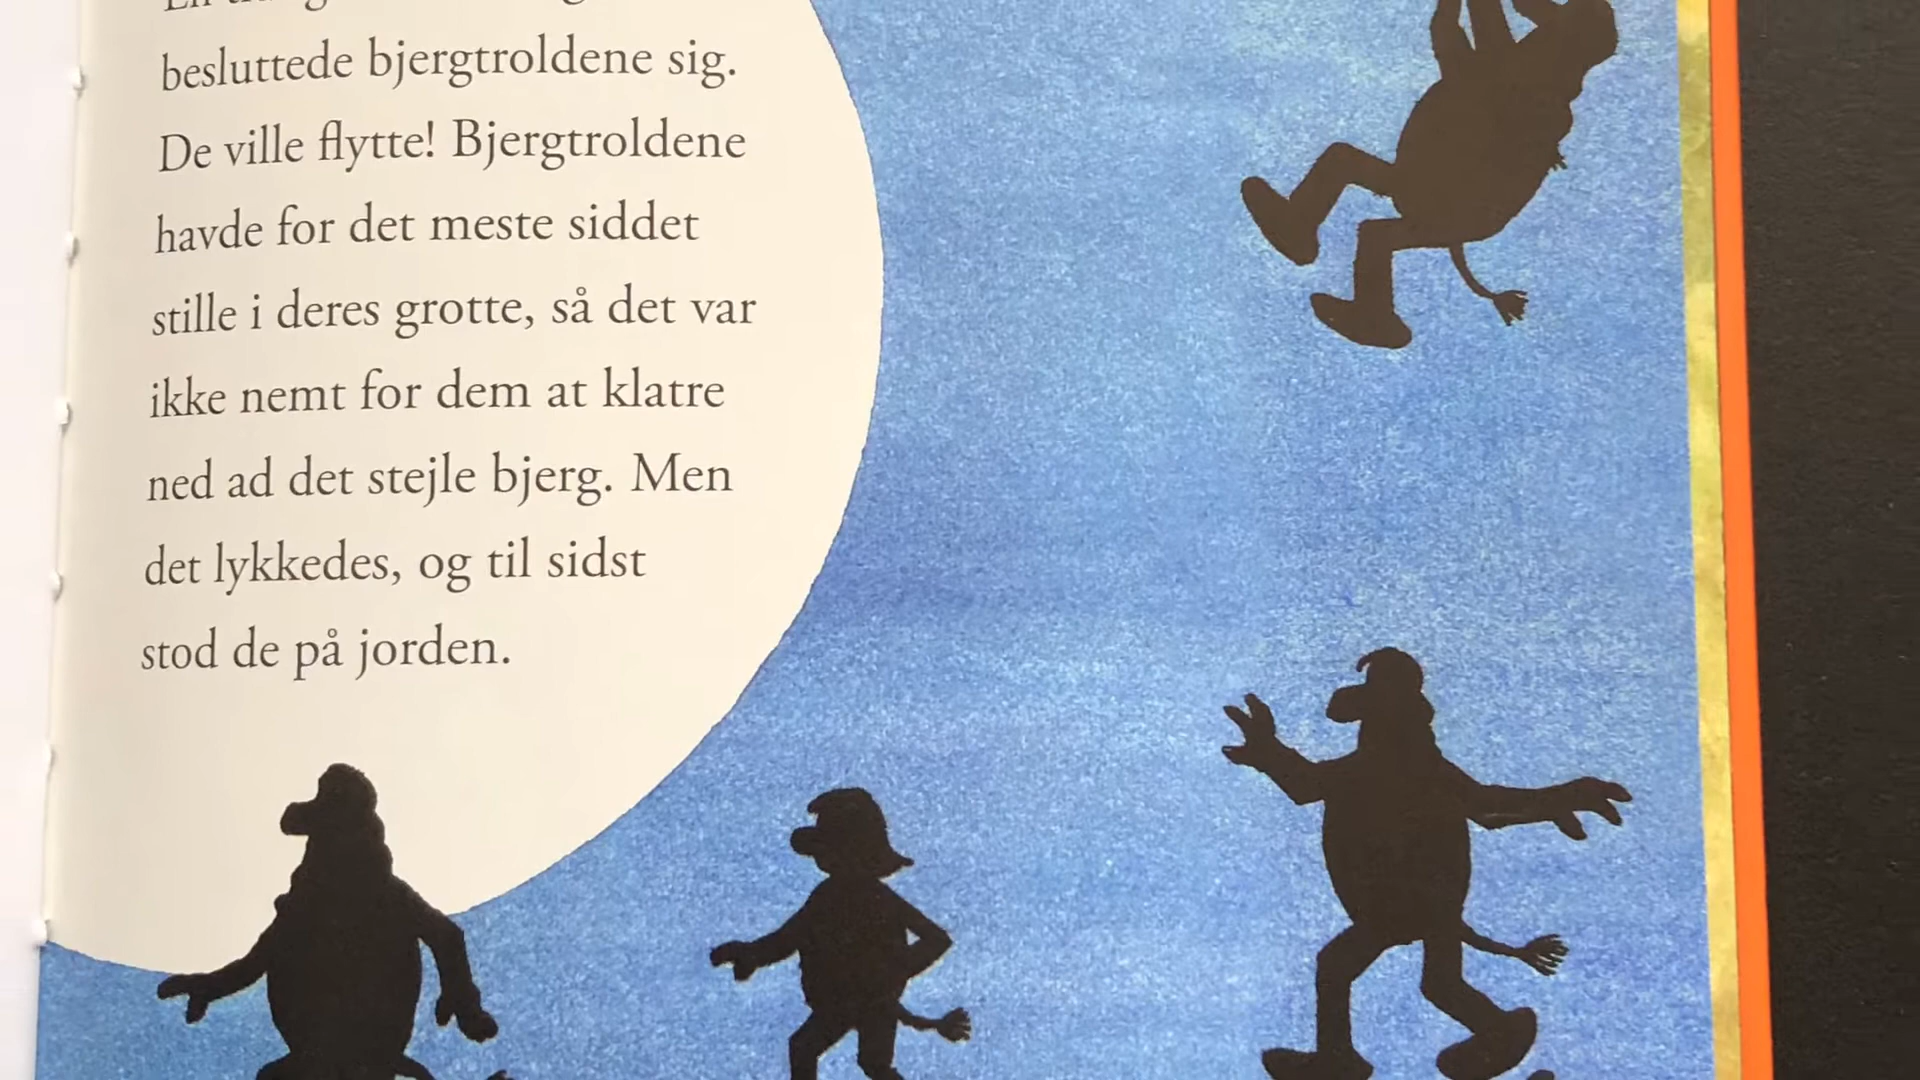 En
besluttede bjergtroldene sig.
De ville flytte! Bjergtroldene
havde for det meste siddet
stille i deres grotte, så det var
ikke nemt for dem at klatre
ned ad det stejle bjerg. Men
det lykkedes, og til sidst
stod de på jorden.